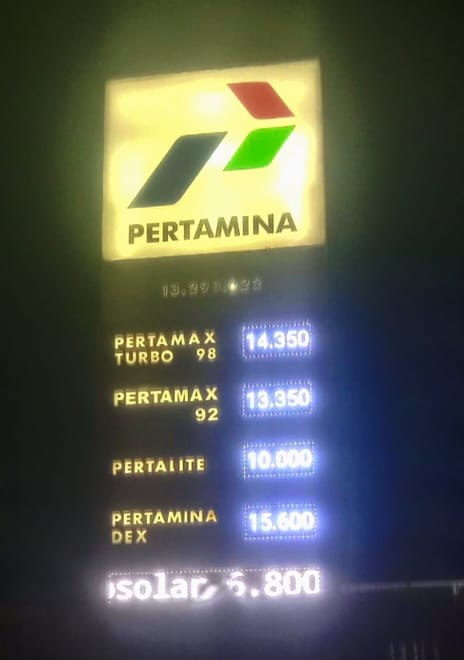 PERTAMINA
PERTAMAX 14.350
TURBO 98
PERTAMAX 13.350
92
PERTALITE 10.000
PERTAMINA 15.600
DEX
solar 6.800